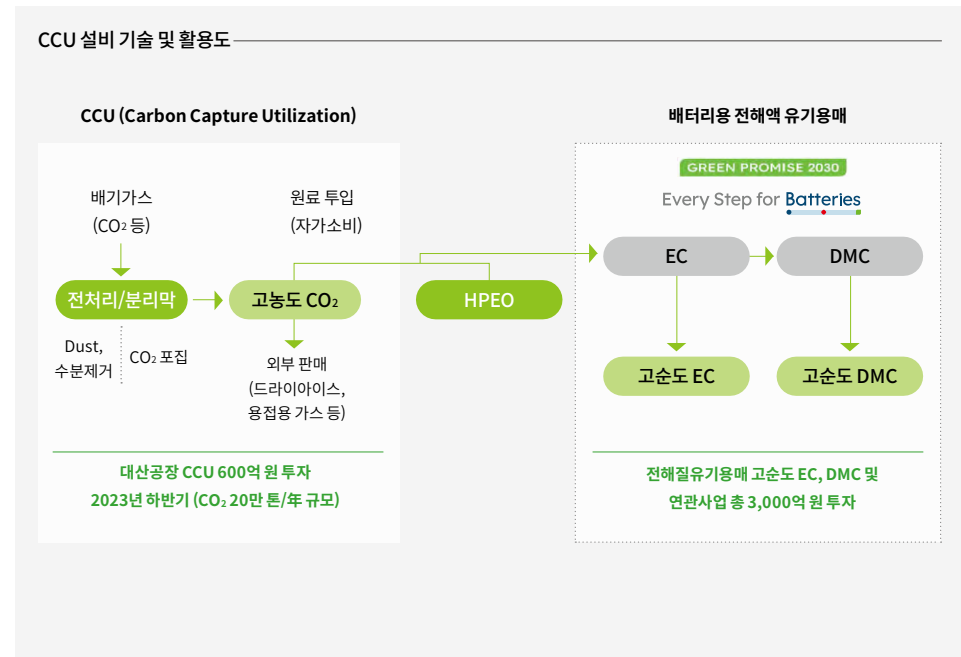 CCU 설비 기술 및 활용도
CCU (Carbon Capture Utilization)
배기가스
(CO₂ 등)
원료 투입
(자가소비)
전처리/분리막
고농도 CO₂
Dust,
수분제거
CO₂ 포집
외부 판매
(드라이아이스,
용접용 가스 등)
대산공장 CCU 600억 원 투자
2023년 하반기 (CO₂ 20만 톤/年 규모)
HPEO
배터리용 전해액 유기용매
GREEN PROMISE 2030
Every Step for Batteries
EC
DMC
고순도 EC
고순도 DMC
전해질유기용매 고순도 EC, DMC 및
연관사업 총 3,000억 원 투자